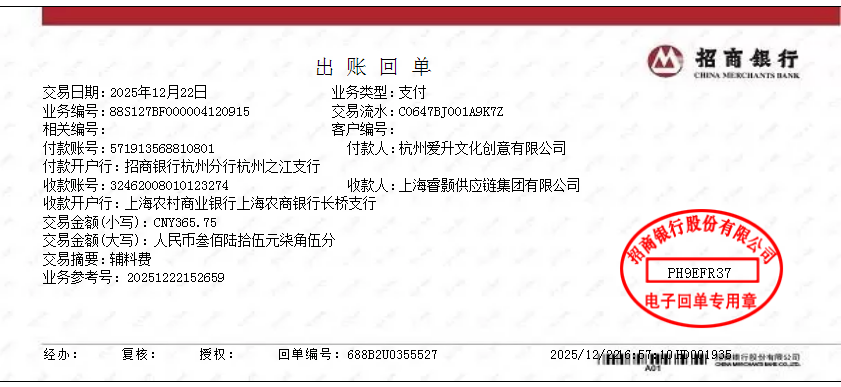 出 账 回 单
招商银行
CHINA MERCHANTS BANK
交易日期：2025年12月22日 业务类型：支付
业务编号：88S127BF000004120915 交易流水：C0647BJ001A9K7Z
相关编号： 客户编号：
付款账号：571913568810801 付款人：杭州爱升文化创意有限公司
付款开户行：招商银行杭州分行杭州之江支行
收款账号：32462008010123274 收款人：上海睿颢供应链集团有限公司
收款开户行：上海农村商业银行上海农商银行长桥支行
交易金额(小写)：CNY365.75
交易金额(大写)：人民币叁佰陆拾伍元柒角伍分
交易摘要：辅料费
业务参考号：20251222152659
招商银行股份有限公司
PH9EFR37
电子回单专用章
经办： 复核： 授权： 回单编号：688B2U0355527 2025/12/22
A01